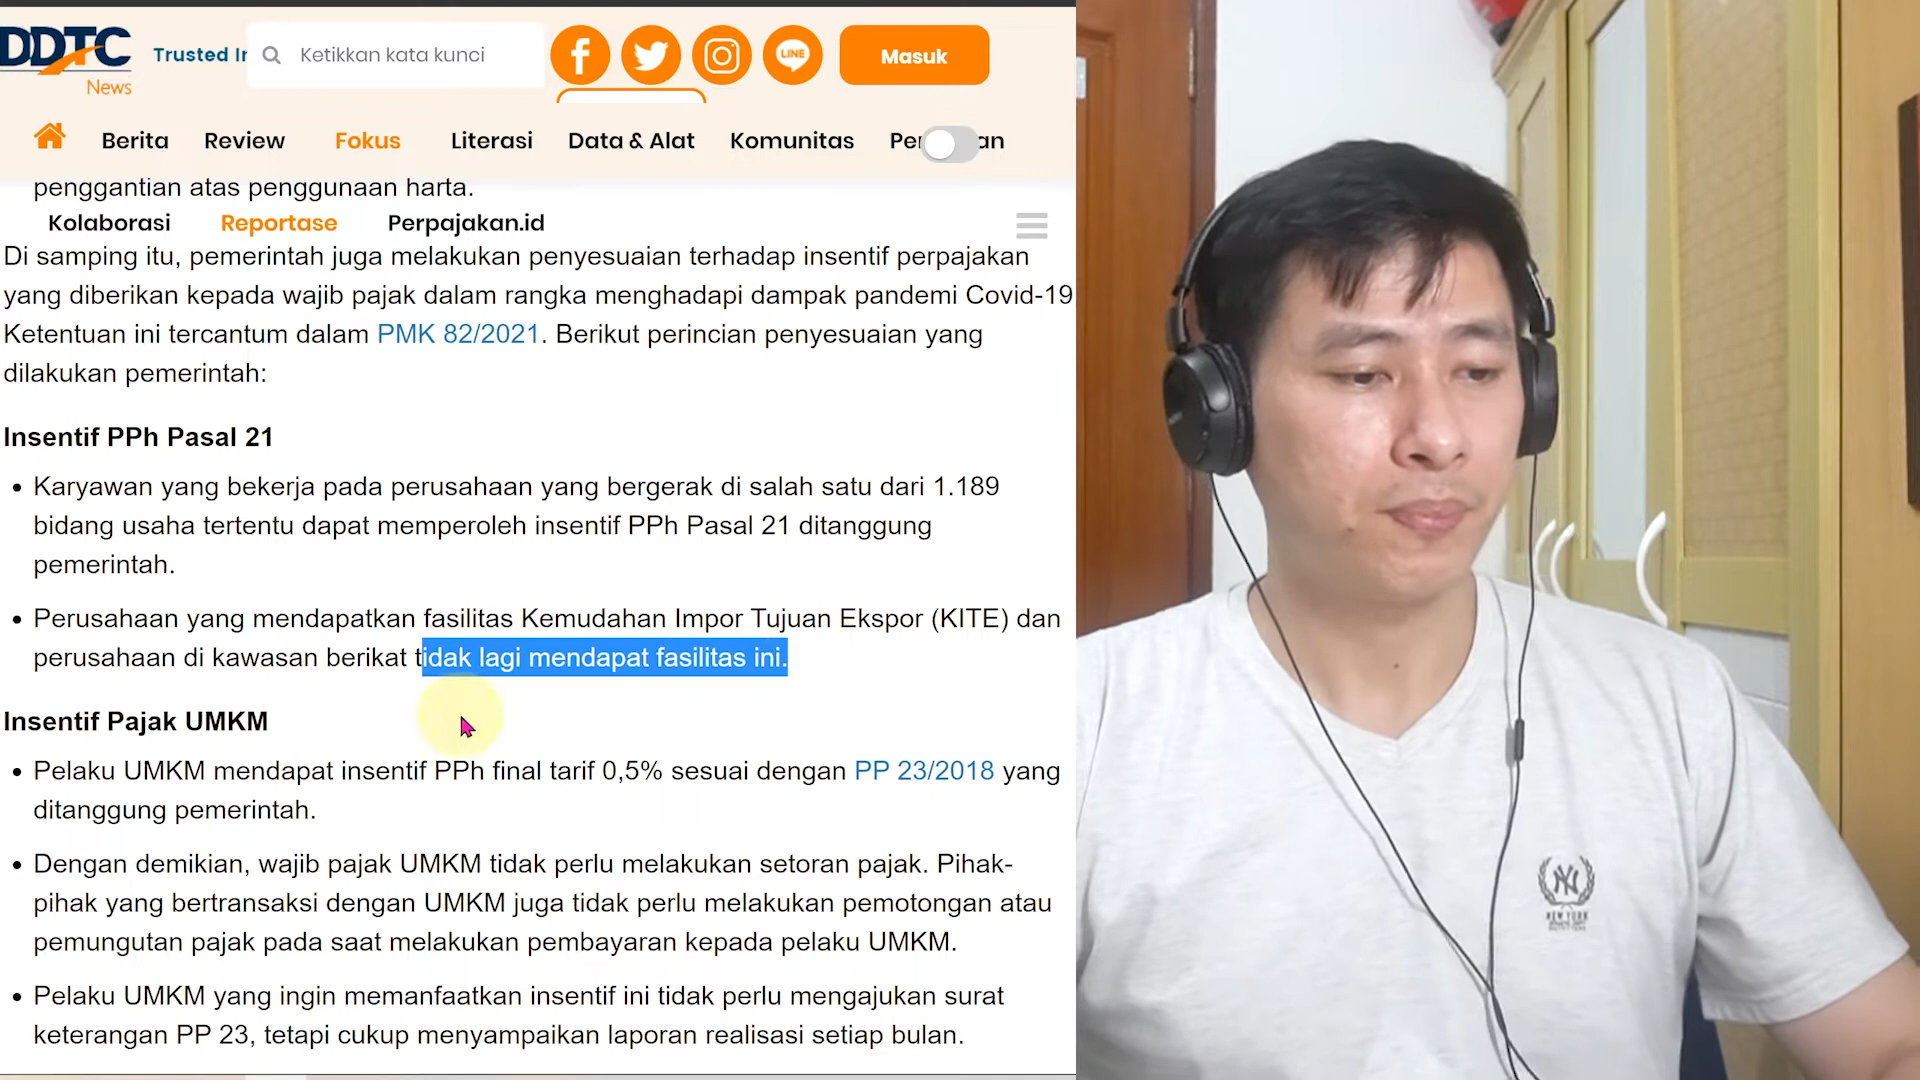 DDTC
News
Trusted In
Ketikkan kata kunci
LINE
Masuk
Berita
Review
Fokus
Literasi
Data & Alat
Komunitas
Per an
penggantian atas penggunaan harta.
Kolaborasi
Reportase
Perpajakan.id
Di samping itu, pemerintah juga melakukan penyesuaian terhadap insentif perpajakan
yang diberikan kepada wajib pajak dalam rangka menghadapi dampak pandemi Covid-19
Ketentuan ini tercantum dalam PMK 82/2021. Berikut perincian penyesuaian yang
dilakukan pemerintah:
Insentif PPh Pasal 21
• Karyawan yang bekerja pada perusahaan yang bergerak di salah satu dari 1.189
bidang usaha tertentu dapat memperoleh insentif PPh Pasal 21 ditanggung
pemerintah.
• Perusahaan yang mendapatkan fasilitas Kemudahan Impor Tujuan Ekspor (KITE) dan
perusahaan di kawasan berikat tidak lagi mendapat fasilitas ini.
Insentif Pajak UMKM
• Pelaku UMKM mendapat insentif PPh final tarif 0,5% sesuai dengan PP 23/2018 yang
ditanggung pemerintah.
• Dengan demikian, wajib pajak UMKM tidak perlu melakukan setoran pajak. Pihak-
pihak yang bertransaksi dengan UMKM juga tidak perlu melakukan pemotongan atau
pemungutan pajak pada saat melakukan pembayaran kepada pelaku UMKM.
• Pelaku UMKM yang ingin memanfaatkan insentif ini tidak perlu mengajukan surat
keterangan PP 23, tetapi cukup menyampaikan laporan realisasi setiap bulan.
NY
NEW YORK